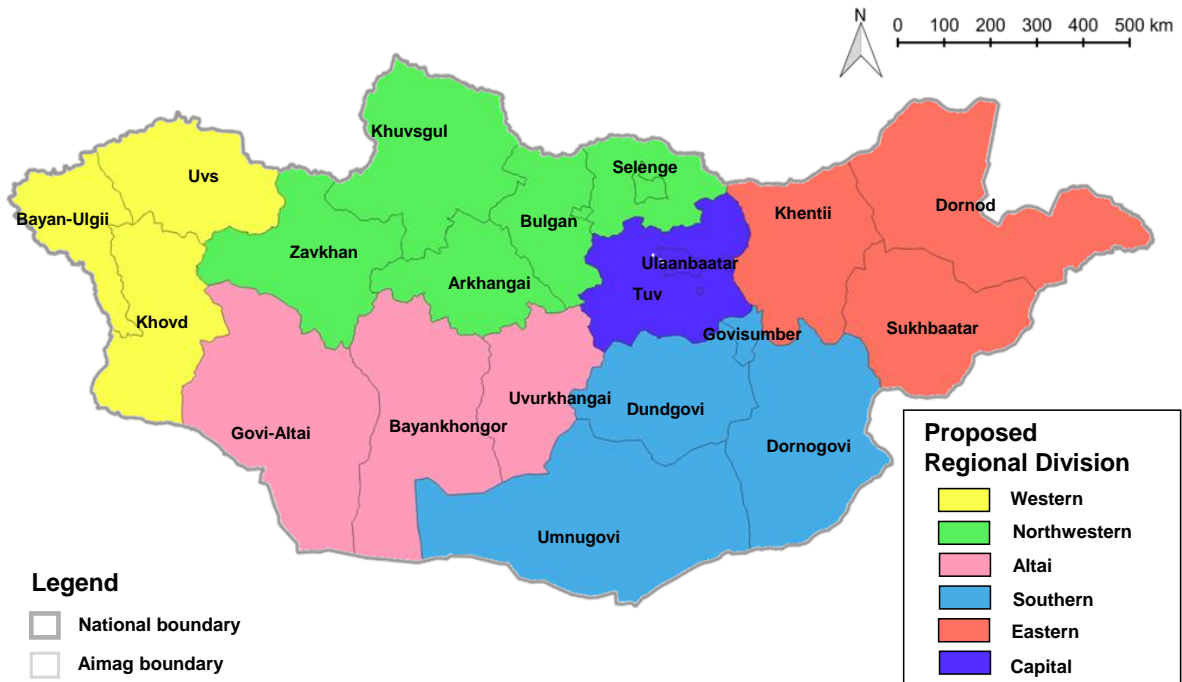 N
0 100 200 300 400 500 km
Khuvsgul
Selenge
Uvs
Bayan-Ulgii
Khentii
Dornod
Bulgan
Zavkhan
Ulaanbaatar
Arkhangai
Tuv
Khovd
Govisumber
Sukhbaatar
Uvurkhangai
Dundgovi
Govi-Altai
Bayankhongor
Dornogovi
Umnugovi
Proposed
Regional Division
Western
Northwestern
Altai
Southern
Eastern
Capital
Legend
National boundary
Aimag boundary